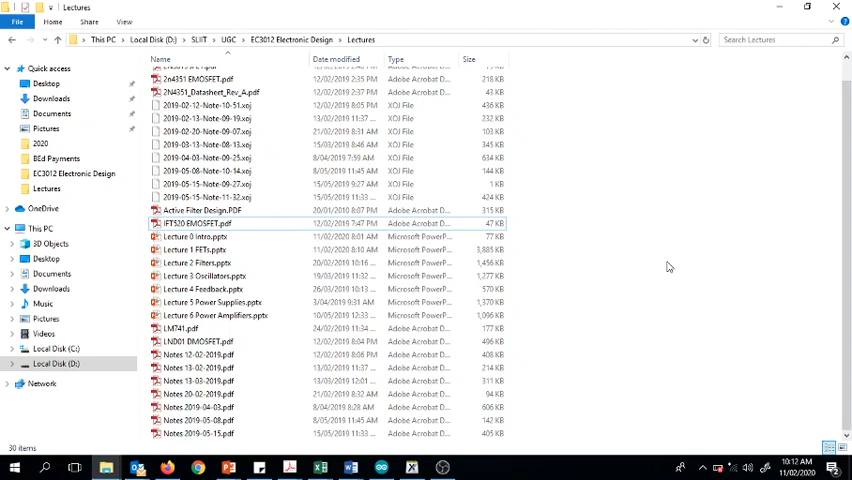 Lectures
File Home Share View
This PC > Local Disk (D:) > SLIIT > UGC > EC3012 Electronic Design > Lectures
Search Lectures
Name Date modified Type Size
Quick access
Desktop
Downloads
Documents
Pictures
2020
BEd Payments
EC3012 Electronic Design
Lectures
OneDrive
This PC
3D Objects
Desktop
Documents
Downloads
Music
Pictures
Videos
Local Disk (C:)
Local Disk (D:)
Network
2n4351 EMOSFET.pdf 12/02/2019 2:35 PM Adobe Acrobat D... 218 KB
2N4351_Datasheet_Rev_A.pdf 12/02/2019 2:37 PM Adobe Acrobat D... 43 KB
2019-02-12-Note-10-51.xoj 12/02/2019 8:05 PM XOJ File 436 KB
2019-02-13-Note-09-19.xoj 13/02/2019 11:37 ... XOJ File 232 KB
2019-02-20-Note-09-07.xoj 21/02/2019 8:31 AM XOJ File 103 KB
2019-03-13-Note-08-13.xoj 15/03/2019 8:46 AM XOJ File 345 KB
2019-04-03-Note-09-25.xoj 8/04/2019 7:59 AM XOJ File 634 KB
2019-05-08-Note-10-14.xoj 8/05/2019 11:45 ... XOJ File 144 KB
2019-05-15-Note-09-27.xoj 15/05/2019 9:27 AM XOJ File 1 KB
2019-05-15-Note-11-32.xoj 15/05/2019 11:33 ... XOJ File 424 KB
Active Filter Design.PDF 20/01/2010 8:07 PM Adobe Acrobat D... 315 KB
IFT520 EMOSFET.pdf 12/02/2019 7:47 PM Adobe Acrobat D... 47 KB
Lecture 0 Intro.pptx 11/02/2020 8:01 AM Microsoft PowerP... 77 KB
Lecture 1 FETs.pptx 11/02/2020 8:10 AM Microsoft PowerP... 3,885 KB
Lecture 2 Filters.pptx 20/02/2019 10:16 ... Microsoft PowerP... 1,456 KB
Lecture 3 Oscillators.pptx 19/03/2019 11:32 ... Microsoft PowerP... 1,277 KB
Lecture 4 Feedback.pptx 26/03/2019 10:13 ... Microsoft PowerP... 570 KB
Lecture 5 Power Supplies.pptx 3/04/2019 9:31 AM Microsoft PowerP... 1,370 KB
Lecture 6 Power Amplifiers.pptx 10/05/2019 12:33 ... Microsoft PowerP... 1,096 KB
LM741.pdf 24/02/2019 11:34 ... Adobe Acrobat D... 177 KB
LND01 DMOSFET.pdf 12/02/2019 8:04 PM Adobe Acrobat D... 496 KB
Notes 12-02-2019.pdf 12/02/2019 8:06 PM Adobe Acrobat D... 408 KB
Notes 13-02-2019.pdf 13/02/2019 11:37 ... Adobe Acrobat D... 214 KB
Notes 13-03-2019.pdf 13/03/2019 12:01 ... Adobe Acrobat D... 311 KB
Notes 20-02-2019.pdf 21/02/2019 8:32 AM Adobe Acrobat D... 94 KB
Notes 2019-04-03.pdf 8/04/2019 8:28 AM Adobe Acrobat D... 606 KB
Notes 2019-05-08.pdf 8/05/2019 11:45 ... Adobe Acrobat D... 142 KB
Notes 2019-05-15.pdf 15/05/2019 11:33 ... Adobe Acrobat D... 405 KB
30 items
10:12 AM
11/02/2020
2